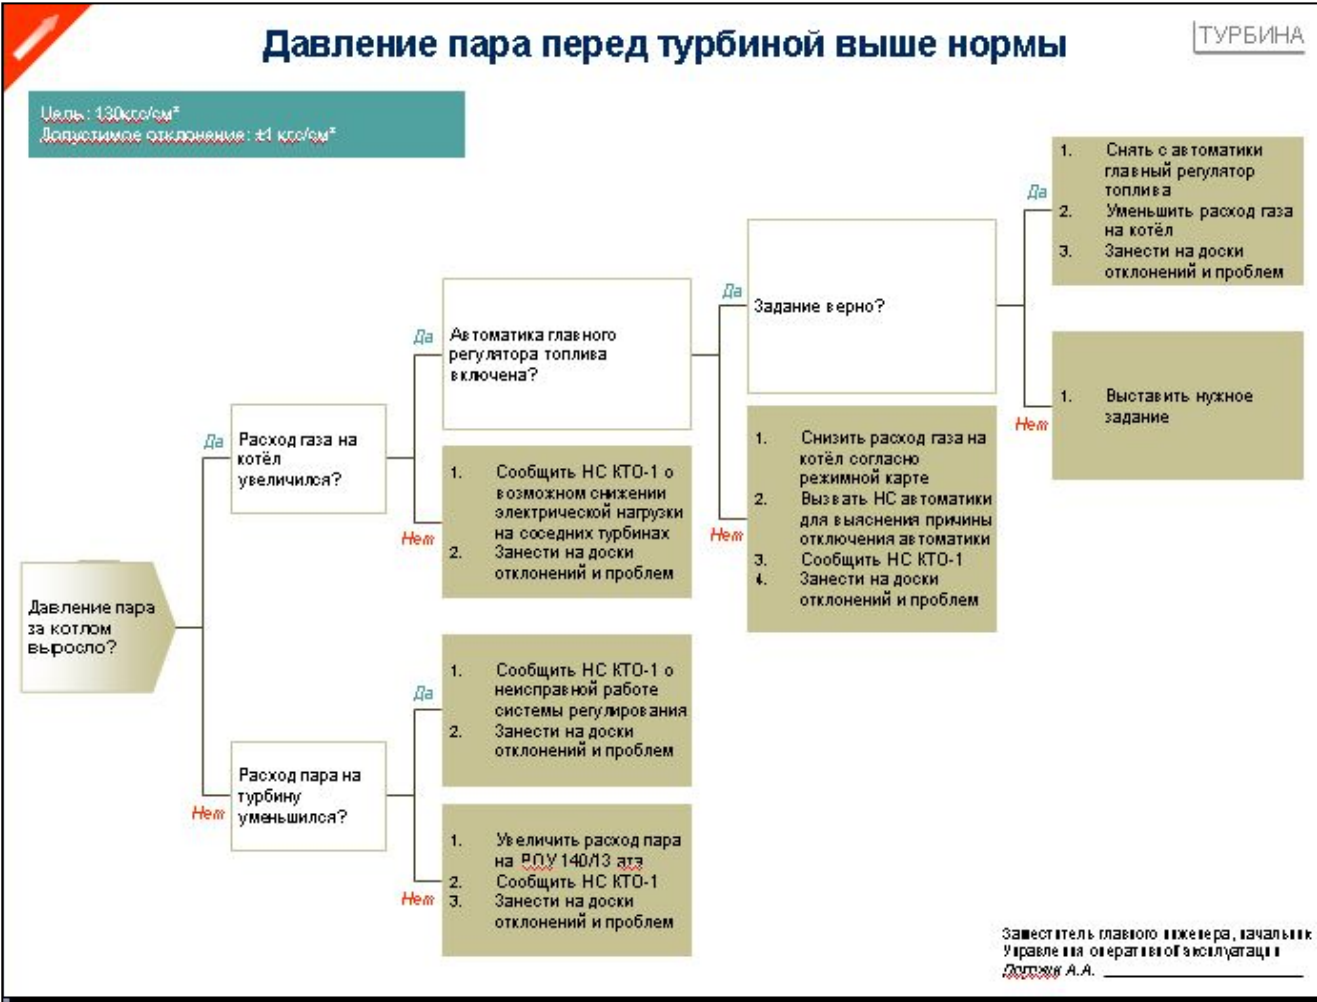 Давление пара перед турбиной выше нормы
ТУРБИНА
Цель: 130кгс/см²
Допустимое отклонение: ±1 кгс/см²
Давление пара
за котлом
выросло?
Да
Расход газа на
котёл
увеличился?
Нет
Расход пара на
турбину
уменьшился?
Да
Автоматика главного
регулятора топлива
включена?
Нет
1. Сообщить НС КТО-1 о
возможном снижении
электрической нагрузки
на соседних турбинах
2. Занести на доски
отклонений и проблем
Да
1. Сообщить НС КТО-1 о
неисправной работе
системы регулирования
2. Занести на доски
отклонений и проблем
Нет
1. Увеличить расход пара
на РОУ 140/13 ата
2. Сообщить НС КТО-1
3. Занести на доски
отклонений и проблем
Да
Задание верно?
Нет
1. Снизить расход газа на
котёл согласно
режимной карте
2. Вызвать НС автоматики
для выяснения причины
отключения автоматики
3. Сообщить НС КТО-1
4. Занести на доски
отклонений и проблем
Да
1. Снять с автоматики
главный регулятор
топлива
2. Уменьшить расход газа
на котёл
3. Занести на доски
отклонений и проблем
Нет
1. Выставить нужное
задание
Заместитель главного инженера, начальник
Управления оперативной эксплуатации
А.А.